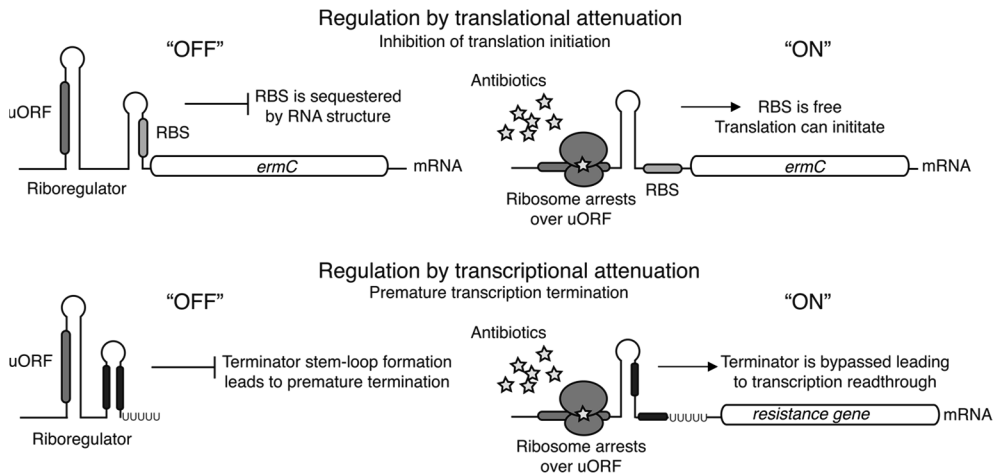 Regulation by translational attenuation
Inhibition of translation initiation
“OFF”
“ON”
uORF
RBS
RBS is sequestered
by RNA structure
ermC
mRNA
Riboregulator
Antibiotics
RBS is free
Translation can inititate
ermC
mRNA
RBS
Ribosome arrests
over uORF
Regulation by transcriptional attenuation
Premature transcription termination
“OFF”
“ON”
uORF
Terminator stem-loop formation
leads to premature termination
UUUUU
Riboregulator
Antibiotics
Terminator is bypassed leading
to transcription readthrough
UUUUU
resistance gene
mRNA
Ribosome arrests
over uORF